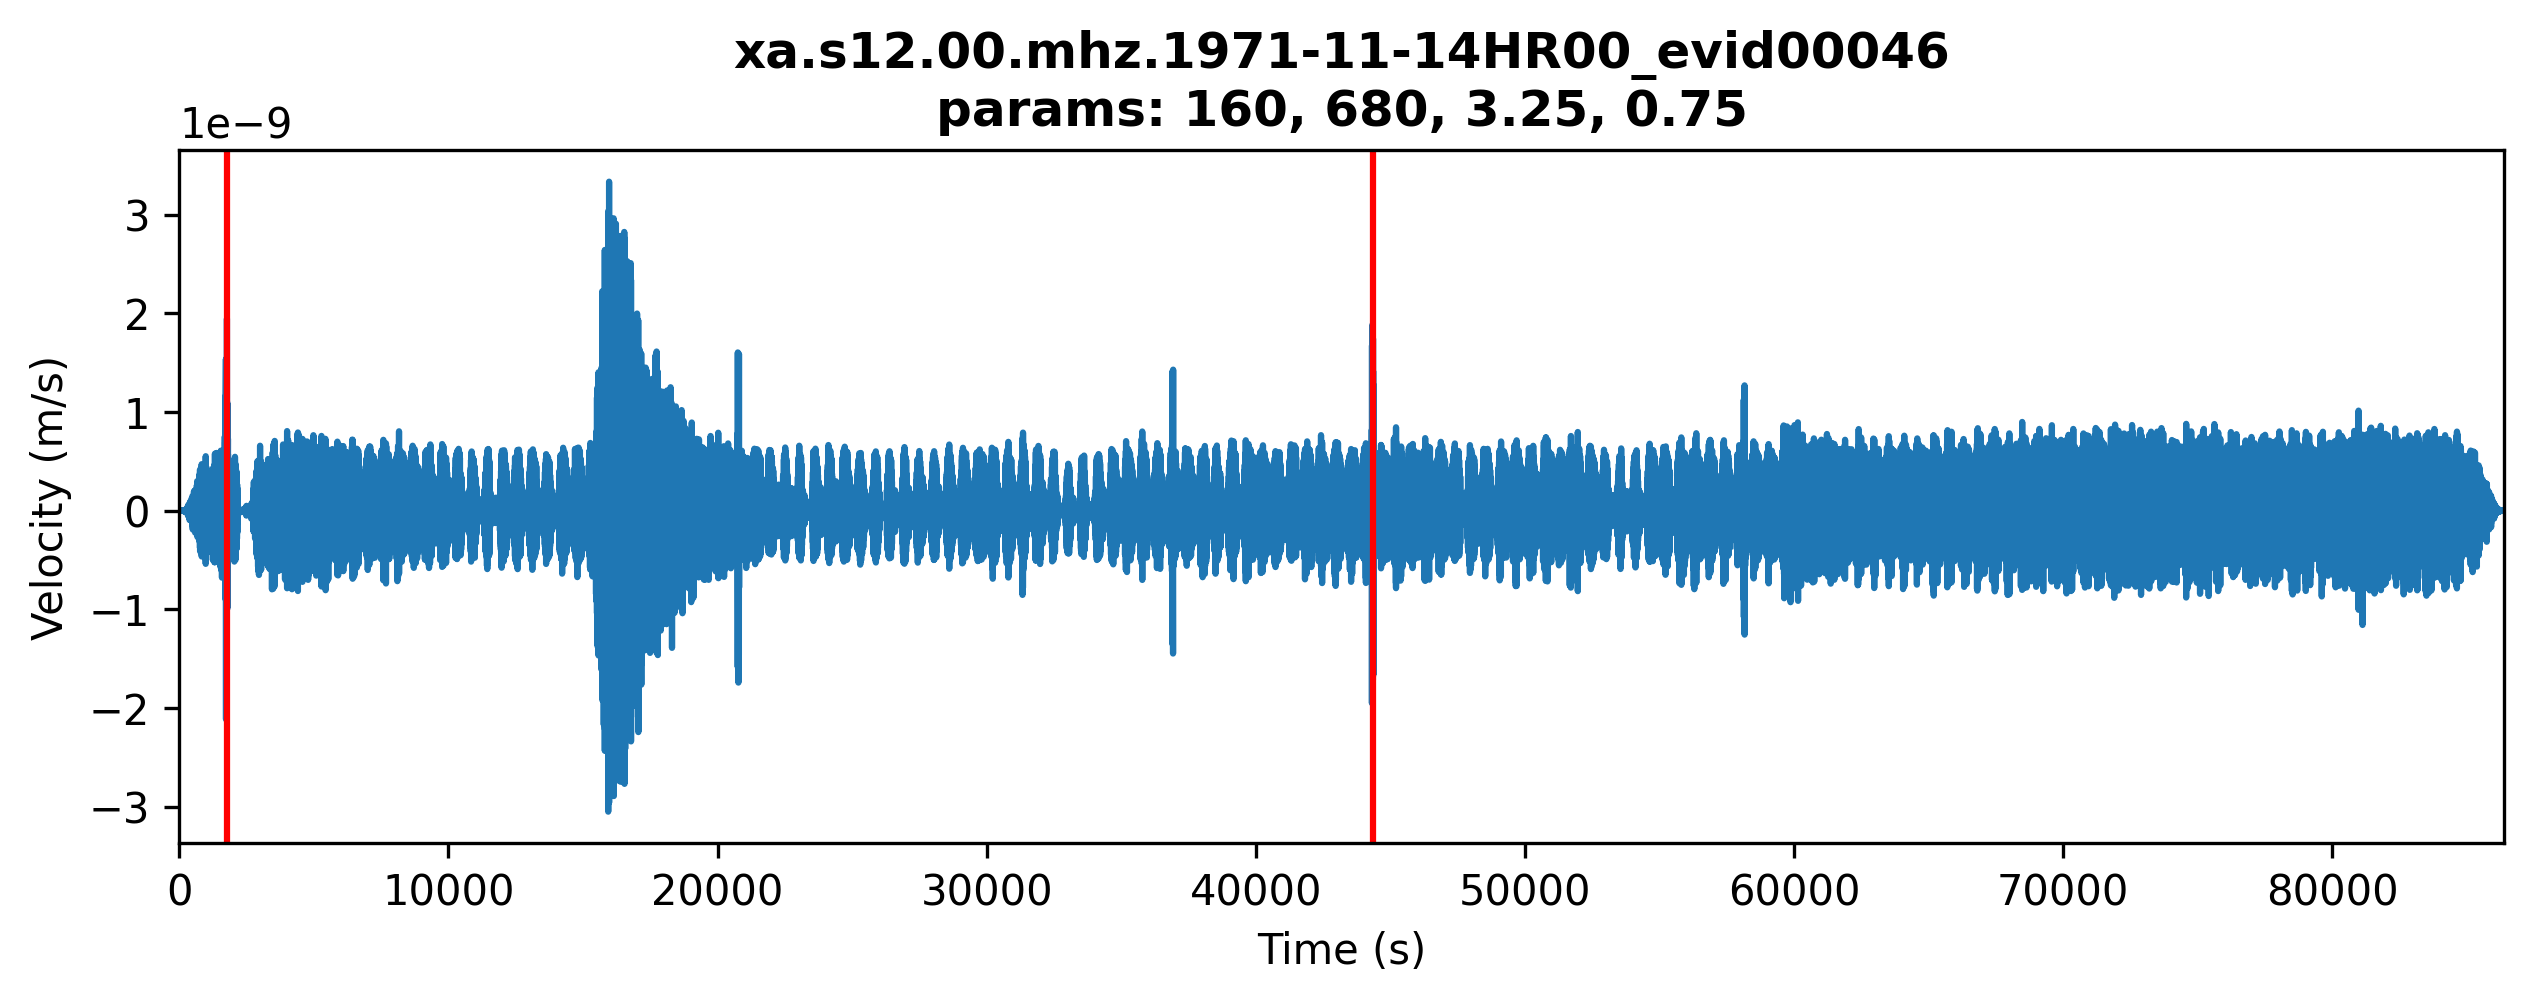 xa.s12.00.mhz.1971-11-14HR00_evid00046
params: 160, 680, 3.25, 0.75
1e−9
3
2
1
0
−1
−2
−3
Velocity (m/s)
0 10000 20000 30000 40000 50000 60000 70000 80000
Time (s)